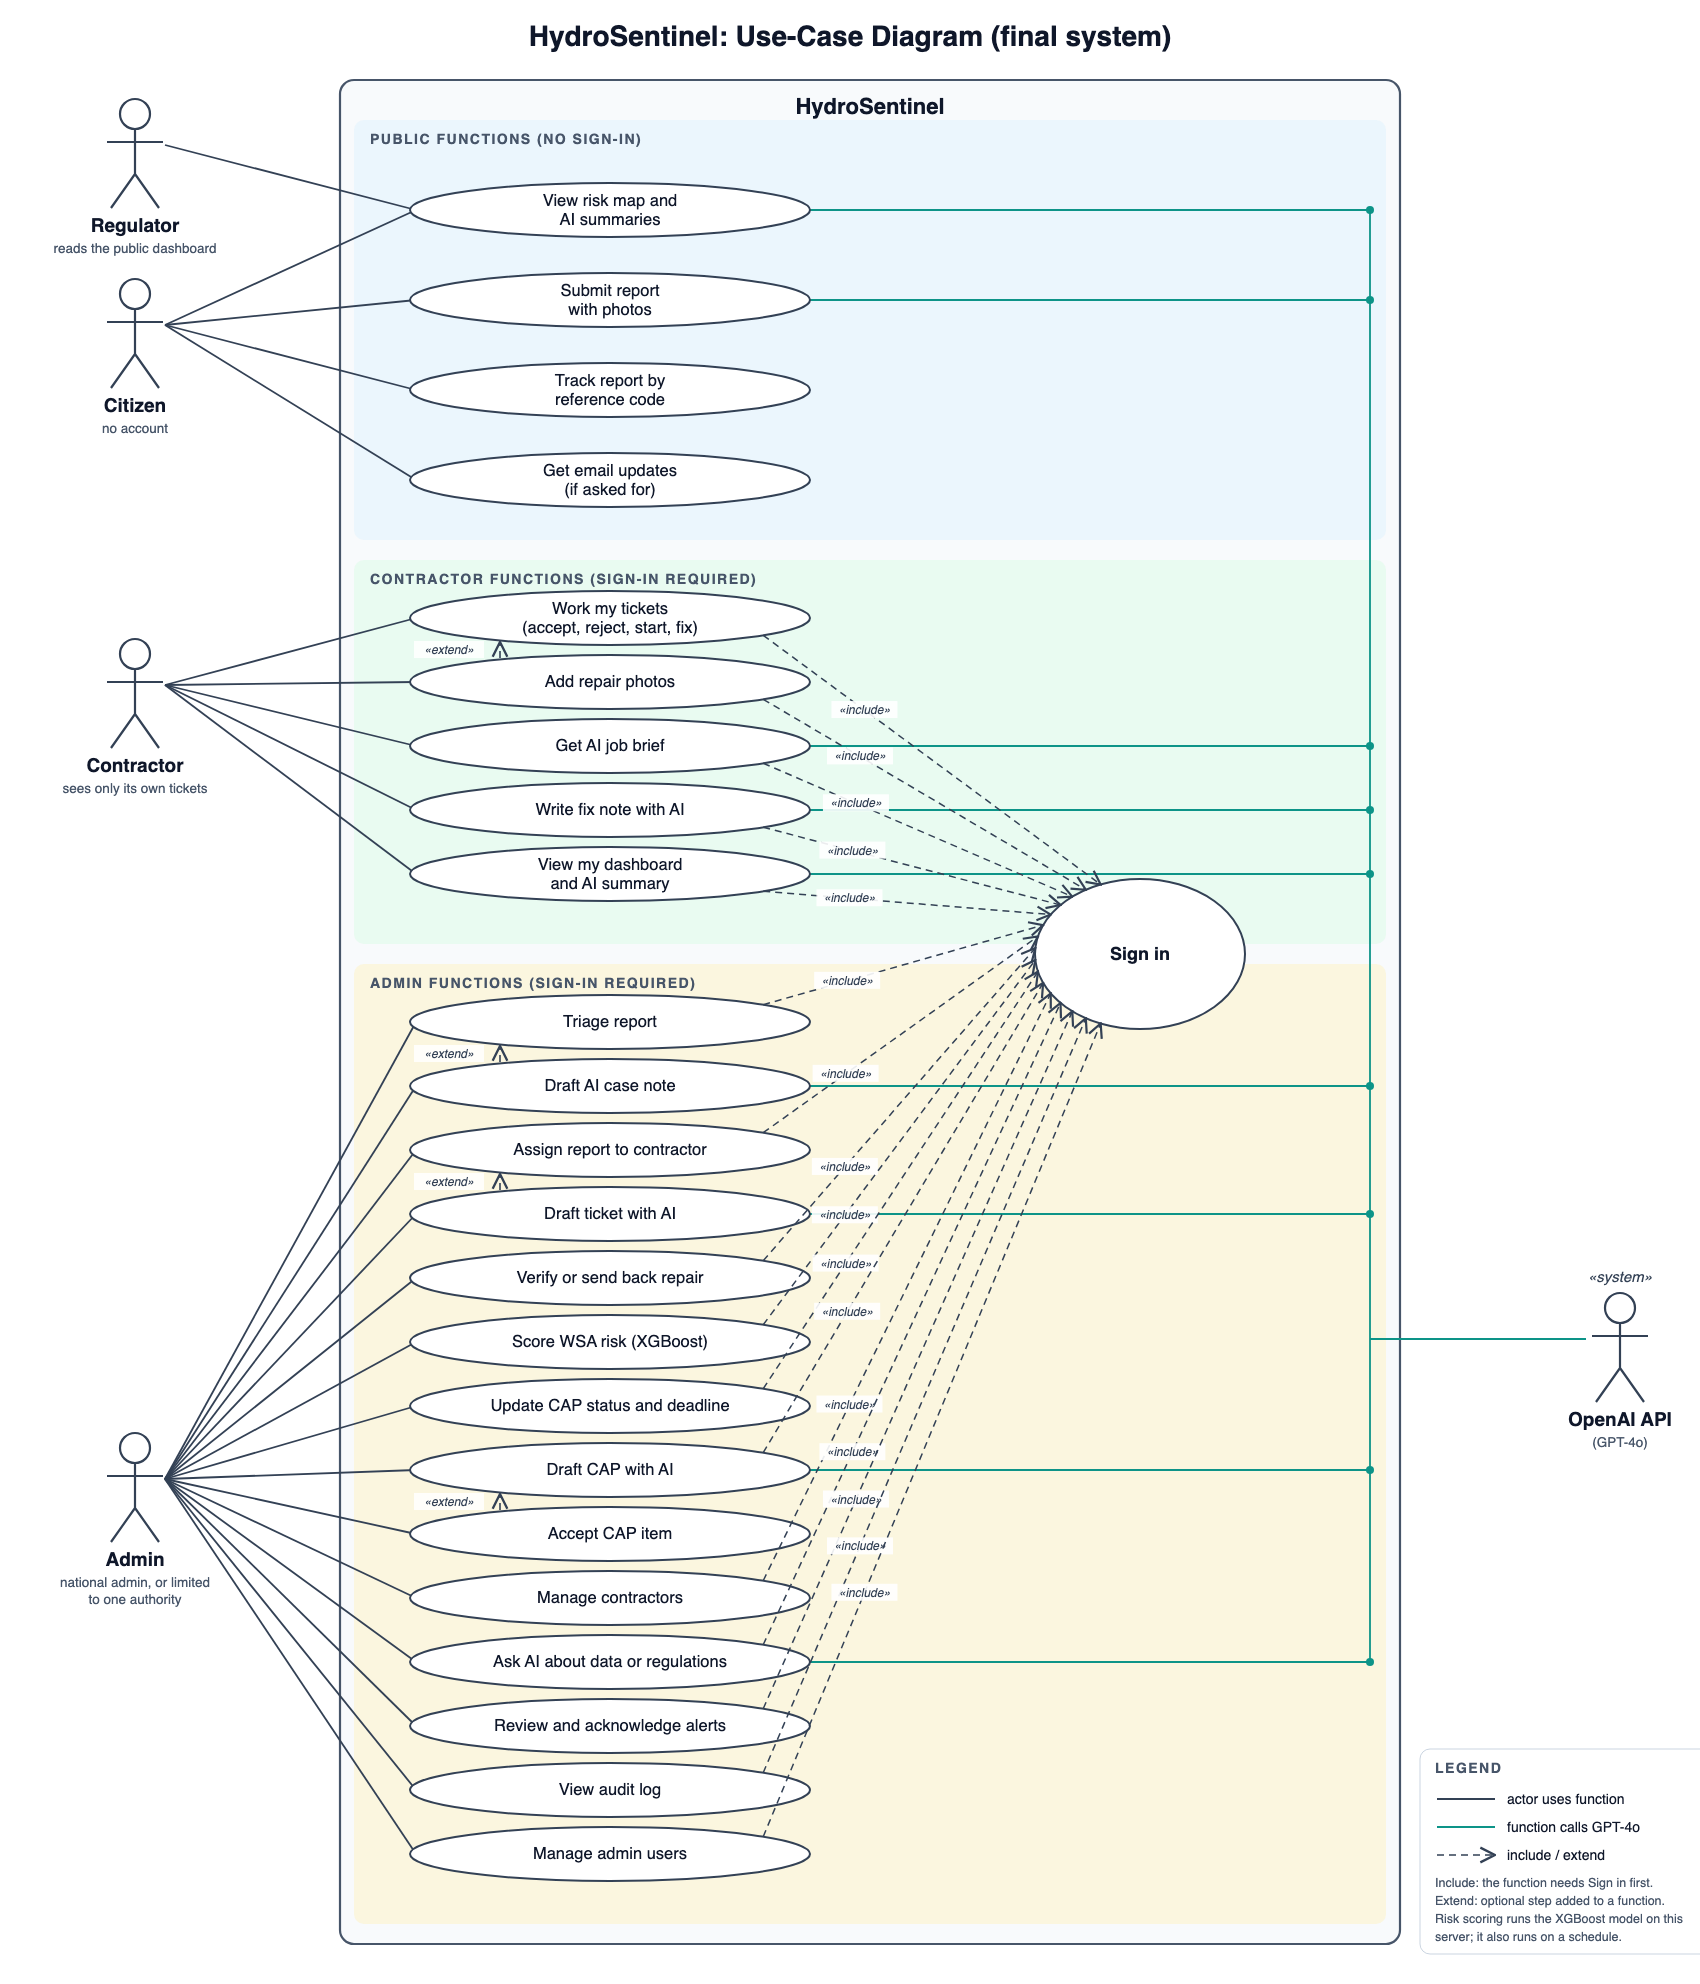 HydroSentinel: Use-Case Diagram (final system)
HydroSentinel
PUBLIC FUNCTIONS (NO SIGN-IN)
Regulator
reads the public dashboard
View risk map and
AI summaries
Citizen
no account
Submit report
with photos
Track report by
reference code
Get email updates
(if asked for)
CONTRACTOR FUNCTIONS (SIGN-IN REQUIRED)
Work my tickets
(accept, reject, start, fix)
«extend»
Add repair photos
«include»
Get AI job brief
«include»
Contractor
sees only its own tickets
Write fix note with AI
«include»
«include»
View my dashboard
and AI summary
«include»
Sign in
ADMIN FUNCTIONS (SIGN-IN REQUIRED)
«include»
Triage report
«extend»
Draft AI case note
«include»
Assign report to contractor
«include»
«extend»
Draft ticket with AI
«include»
Verify or send back repair
«include»
Score WSA risk (XGBoost)
«include»
Update CAP status and deadline
«include»
Draft CAP with AI
«include»
«extend»
«include»
Accept CAP item
«include»
Manage contractors
«include»
Ask AI about data or regulations
Review and acknowledge alerts
View audit log
Manage admin users
Admin
national admin, or limited
to one authority
«system»
OpenAI API
(GPT-4o)
LEGEND
actor uses function
function calls GPT-4o
include / extend
Include: the function needs Sign in first.
Extend: optional step added to a function.
Risk scoring runs the XGBoost model on this
server; it also runs on a schedule.